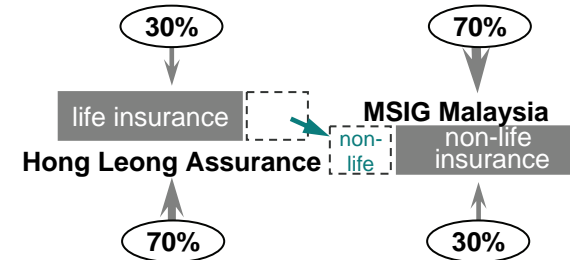 30%
70%
life insurance
MSIG Malaysia
non-
life
non-life
insurance
Hong Leong Assurance
70%
30%